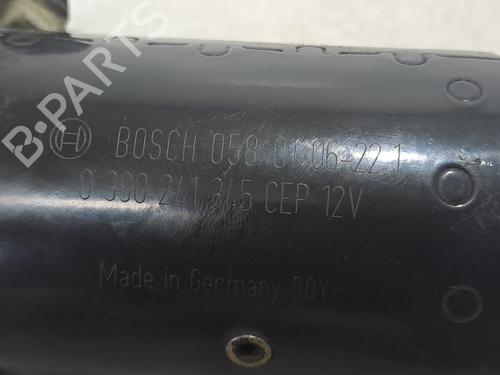 B-PARTS
BOSCH 058 01-06-22 1
0 390 241 345 CEP 12V
Made in Germany BOY